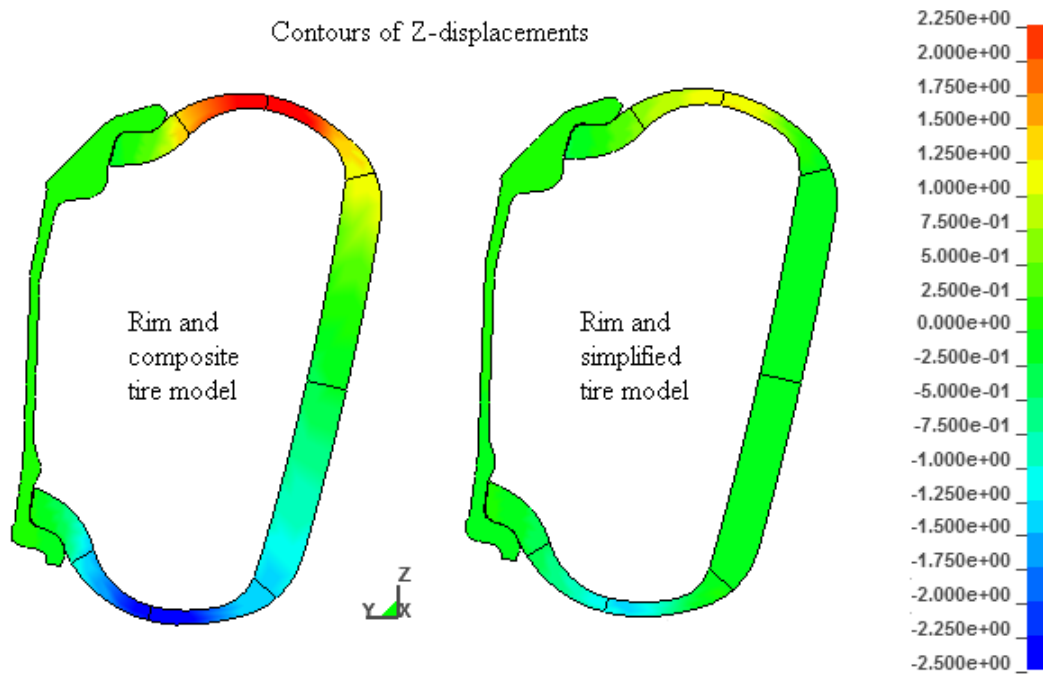 Contours of Z-displacements
Rim and
composite
tire model
Rim and
simplified
tire model
Z
Y
X
2.250e+00
2.000e+00
1.750e+00
1.500e+00
1.250e+00
1.000e+00
7.500e-01
5.000e-01
2.500e-01
0.000e+00
-2.500e-01
-5.000e-01
-7.500e-01
-1.000e+00
-1.250e+00
-1.500e+00
-1.750e+00
-2.000e+00
-2.250e+00
-2.500e+00